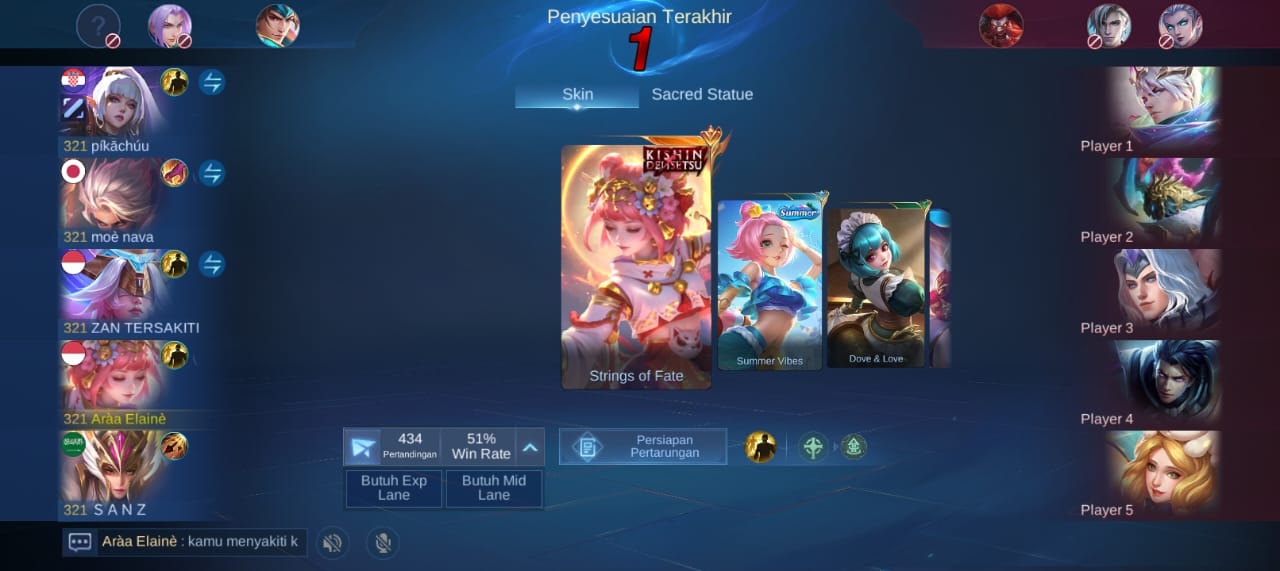 Penyesuaian Terakhir
1
Skin
Sacred Statue
321 píkãchúu
321 moè nava
321 ZAN TERSAKITI
321 Aràa Elainè
321 S A N Z
KISHIN
DENSETSU
Strings of Fate
Summer
Summer Vibes
Dove & Love
Player 1
Player 2
Player 3
Player 4
Player 5
434
Pertandingan
51%
Win Rate
Butuh Exp
Lane
Butuh Mid
Lane
Persiapan
Pertarungan
Aràa Elainè : kamu menyakiti k